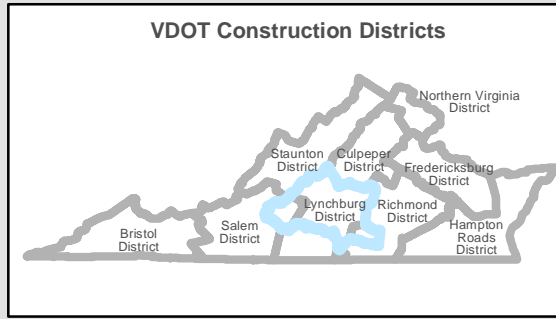 VDOT Construction Districts
Northern Virginia
District
Staunton
District
Culpeper
District
Fredericksburg
District
Lynchburg
District
Richmond
District
Bristol
District
Salem
District
Hampton
Roads
District